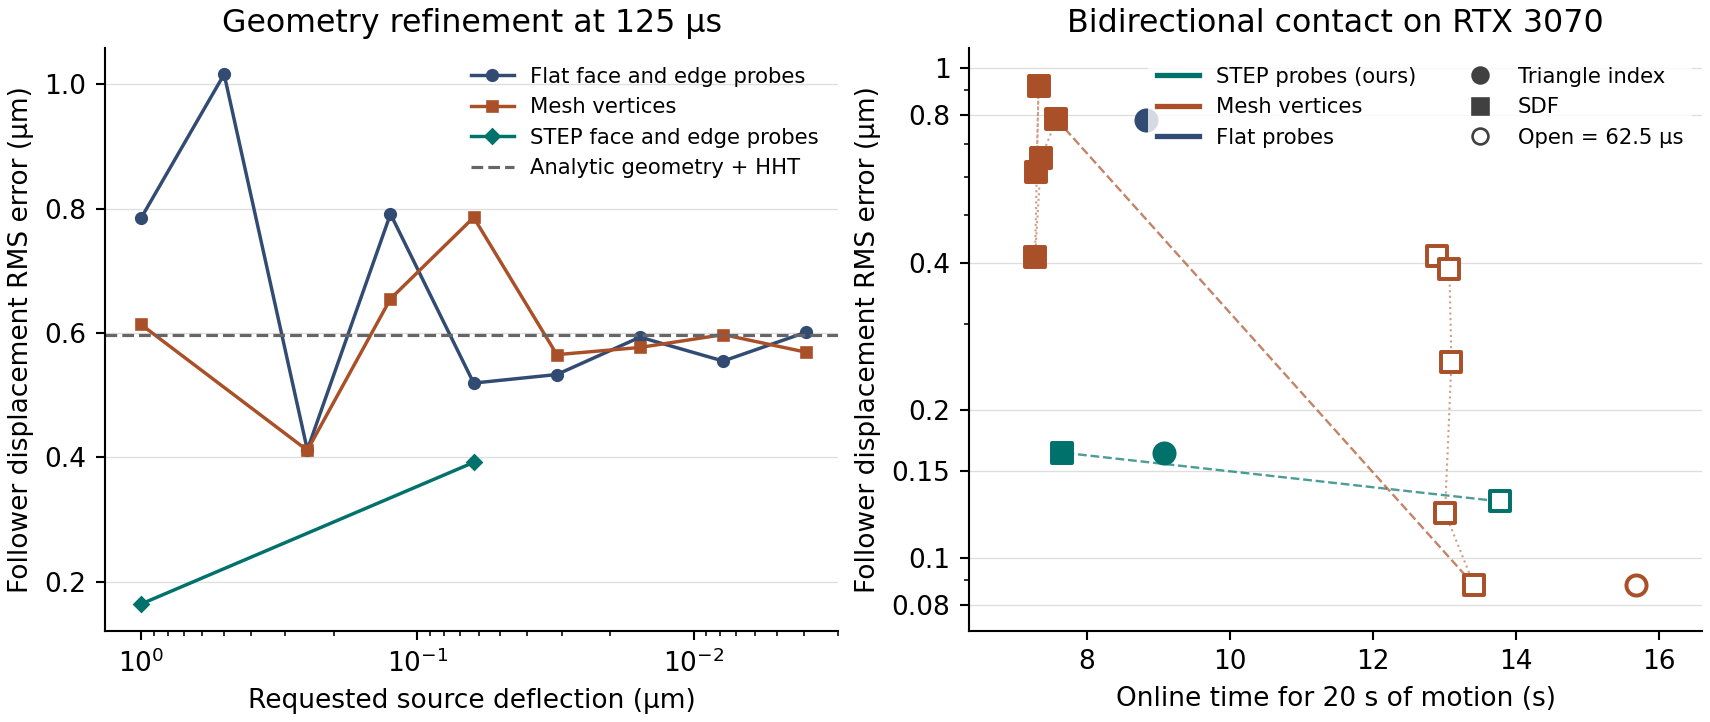 Geometry refinement at 125 µs
Flat face and edge probes
Mesh vertices
STEP face and edge probes
Analytic geometry + HHT
1.0
0.8
0.6
0.4
0.2
Follower displacement RMS error (µm)
10⁰
10⁻¹
10⁻²
Requested source deflection (µm)
Bidirectional contact on RTX 3070
STEP probes (ours)
Mesh vertices
Flat probes
Triangle index
SDF
Open = 62.5 µs
1
0.8
0.4
0.2
0.15
0.1
0.08
Follower displacement RMS error (µm)
8
10
12
14
16
Online time for 20 s of motion (s)